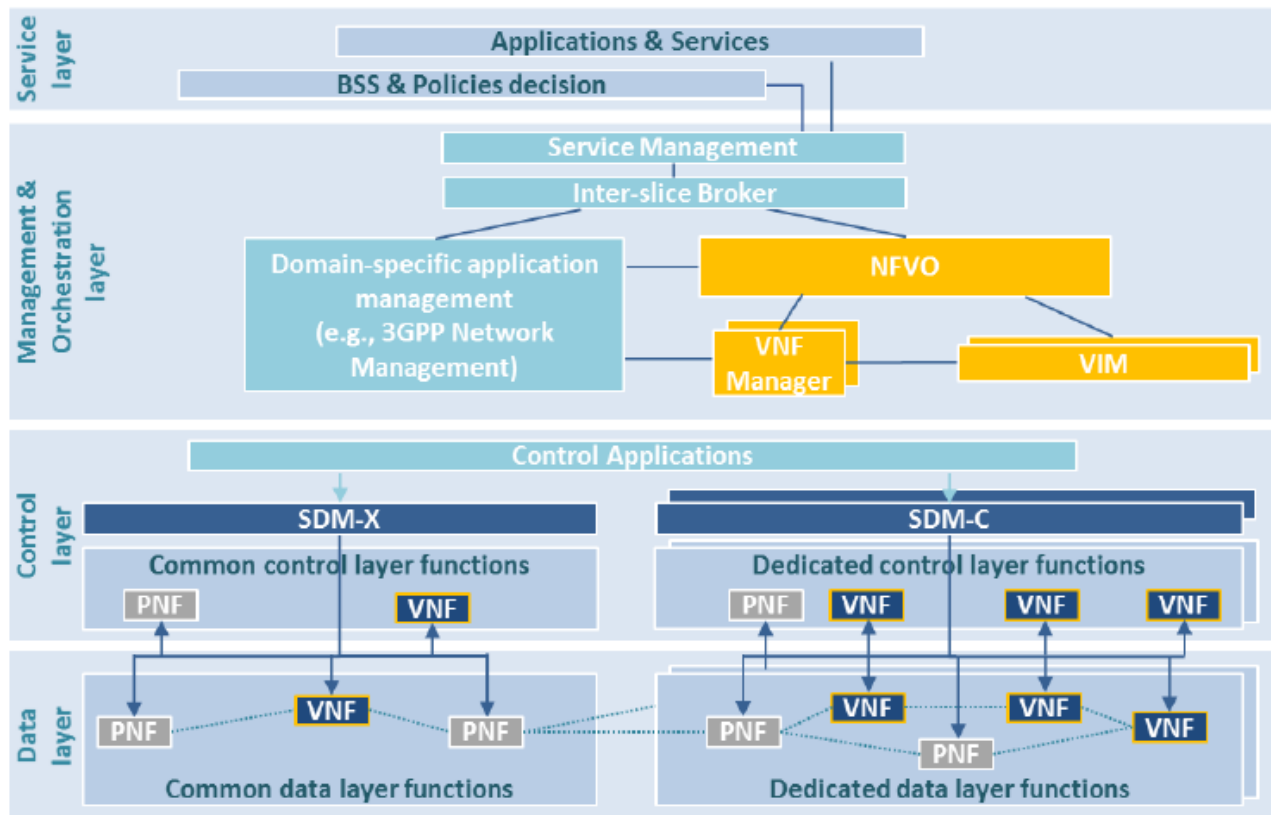 Service
layer
Applications & Services
BSS & Policies decision
Management &
Orchestration
layer
Service Management
Inter-slice Broker
Domain-specific application
management
(e.g., 3GPP Network
Management)
NFVO
VNF
Manager
VIM
Control
layer
Control Applications
SDM-X
SDM-C
Common control layer functions
Dedicated control layer functions
PNF
VNF
PNF
VNF
VNF
VNF
Data
layer
PNF
VNF
PNF
PNF
VNF
VNF
VNF
PNF
Common data layer functions
Dedicated data layer functions